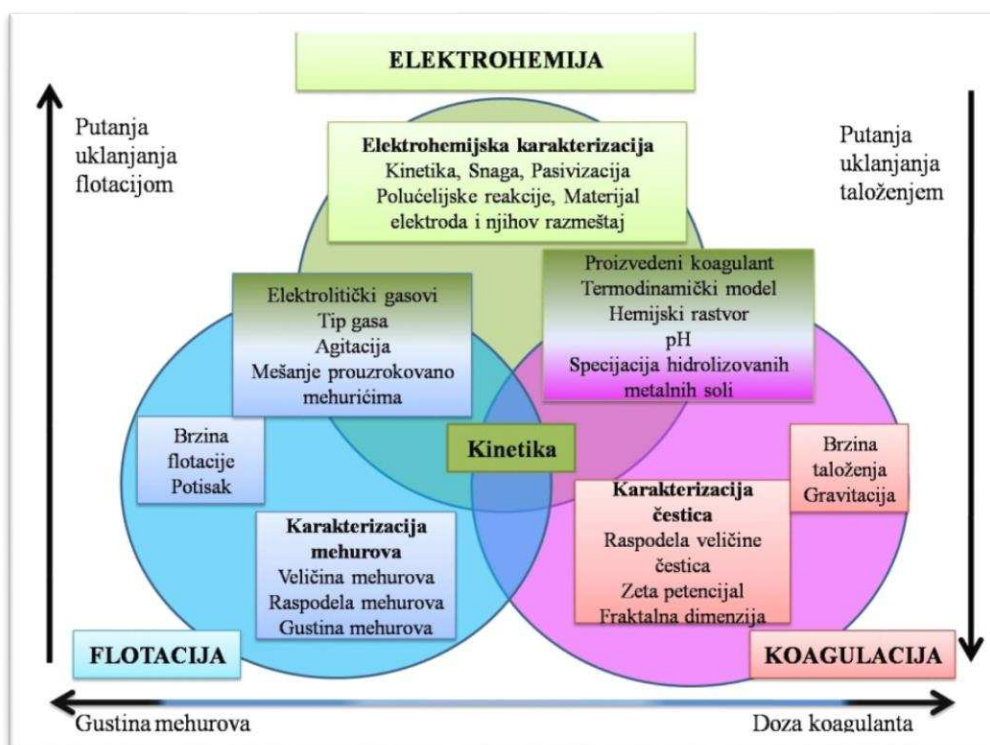 ELEKTROHEMIJA
Putanja
uklanjanja
flotacijom
Putanja
uklanjanja
taloženjem
Elektrohemijska karakterizacija
Kinetika, Snaga, Pasivizacija
Polućelijske reakcije, Materijal
elektroda i njihov razmeštaj
Elektrolitički gasovi
Tip gasa
Agitacija
Mešanje prouzrokovano
mehurićima
Proizvedeni koagulant
Termodinamički model
Hemijski rastvor
pH
Specijacija hidrolizovanih
metalnih soli
Brzina
flotacije
Potisak
Kinetika
Brzina
taloženja
Gravitacija
Karakterizacija
mehurova
Veličina mehurova
Raspodela mehurova
Gustina mehurova
Karakterizacija
čestica
Raspodela veličine
čestica
Zeta petencijal
Fraktalna dimenzija
FLOTACIJA
KOAGULACIJA
Gustina mehurova
Doza koagulanta